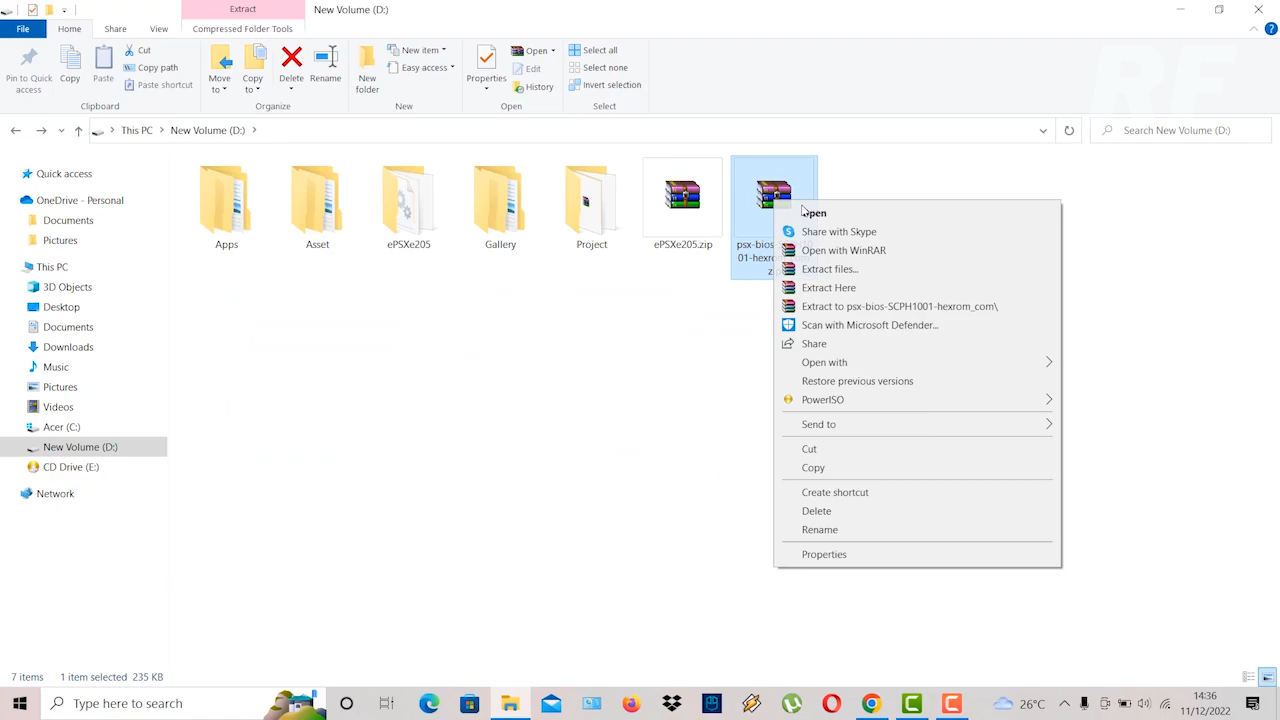 Extract
New Volume (D:)
File
Home
Share
View
Compressed Folder Tools
Pin to Quick access
Copy
Paste
Cut
Copy path
Paste shortcut
Clipboard
Move to
Copy to
Delete
Rename
Organize
New folder
New item
Easy access
New
Properties
Open
Edit
History
Open
Select all
Select none
Invert selection
Select
RF
This PC
New Volume (D:)
Search New Volume (D:)
Quick access
OneDrive - Personal
Documents
Pictures
This PC
3D Objects
Desktop
Documents
Downloads
Music
Pictures
Videos
Acer (C:)
New Volume (D:)
CD Drive (E:)
Network
Apps
Asset
ePSXe205
Gallery
Project
ePSXe205.zip
psx-bios-
01-hexrom
Open
Share with Skype
Open with WinRAR
Extract files...
Extract Here
Extract to psx-bios-SCPH1001-hexrom_com\
Scan with Microsoft Defender...
Share
Open with
Restore previous versions
PowerISO
Send to
Cut
Copy
Create shortcut
Delete
Rename
Properties
7 items
1 item selected 235 KB
Type here to search
26°C
14:36
11/12/2022